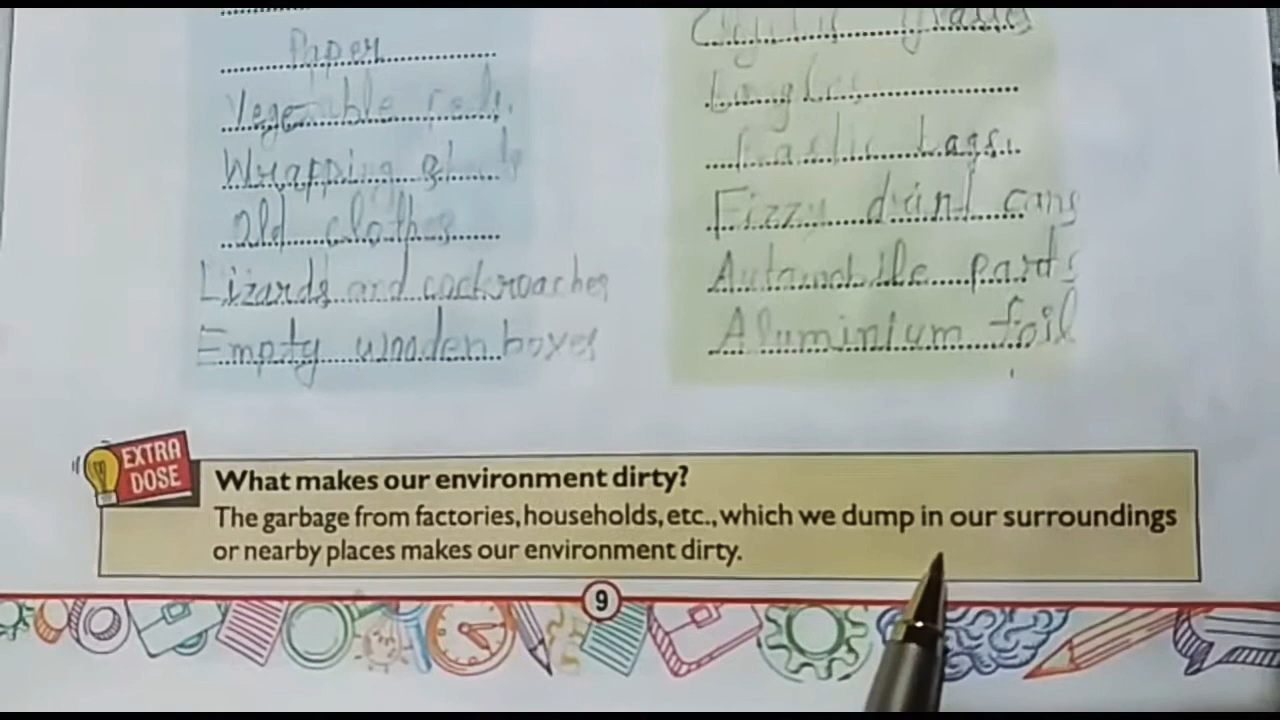 Paper
Vegetable
Wrapping
Old clothes
Lizards and cockroaches
Empty wooden boxes
bags.
Fizzy drink cans
Automobile parts
Aluminium foil
EXTRA
DOSE
What makes our environment dirty?
The garbage from factories, households, etc., which we dump in our surroundings
or nearby places makes our environment dirty.
9